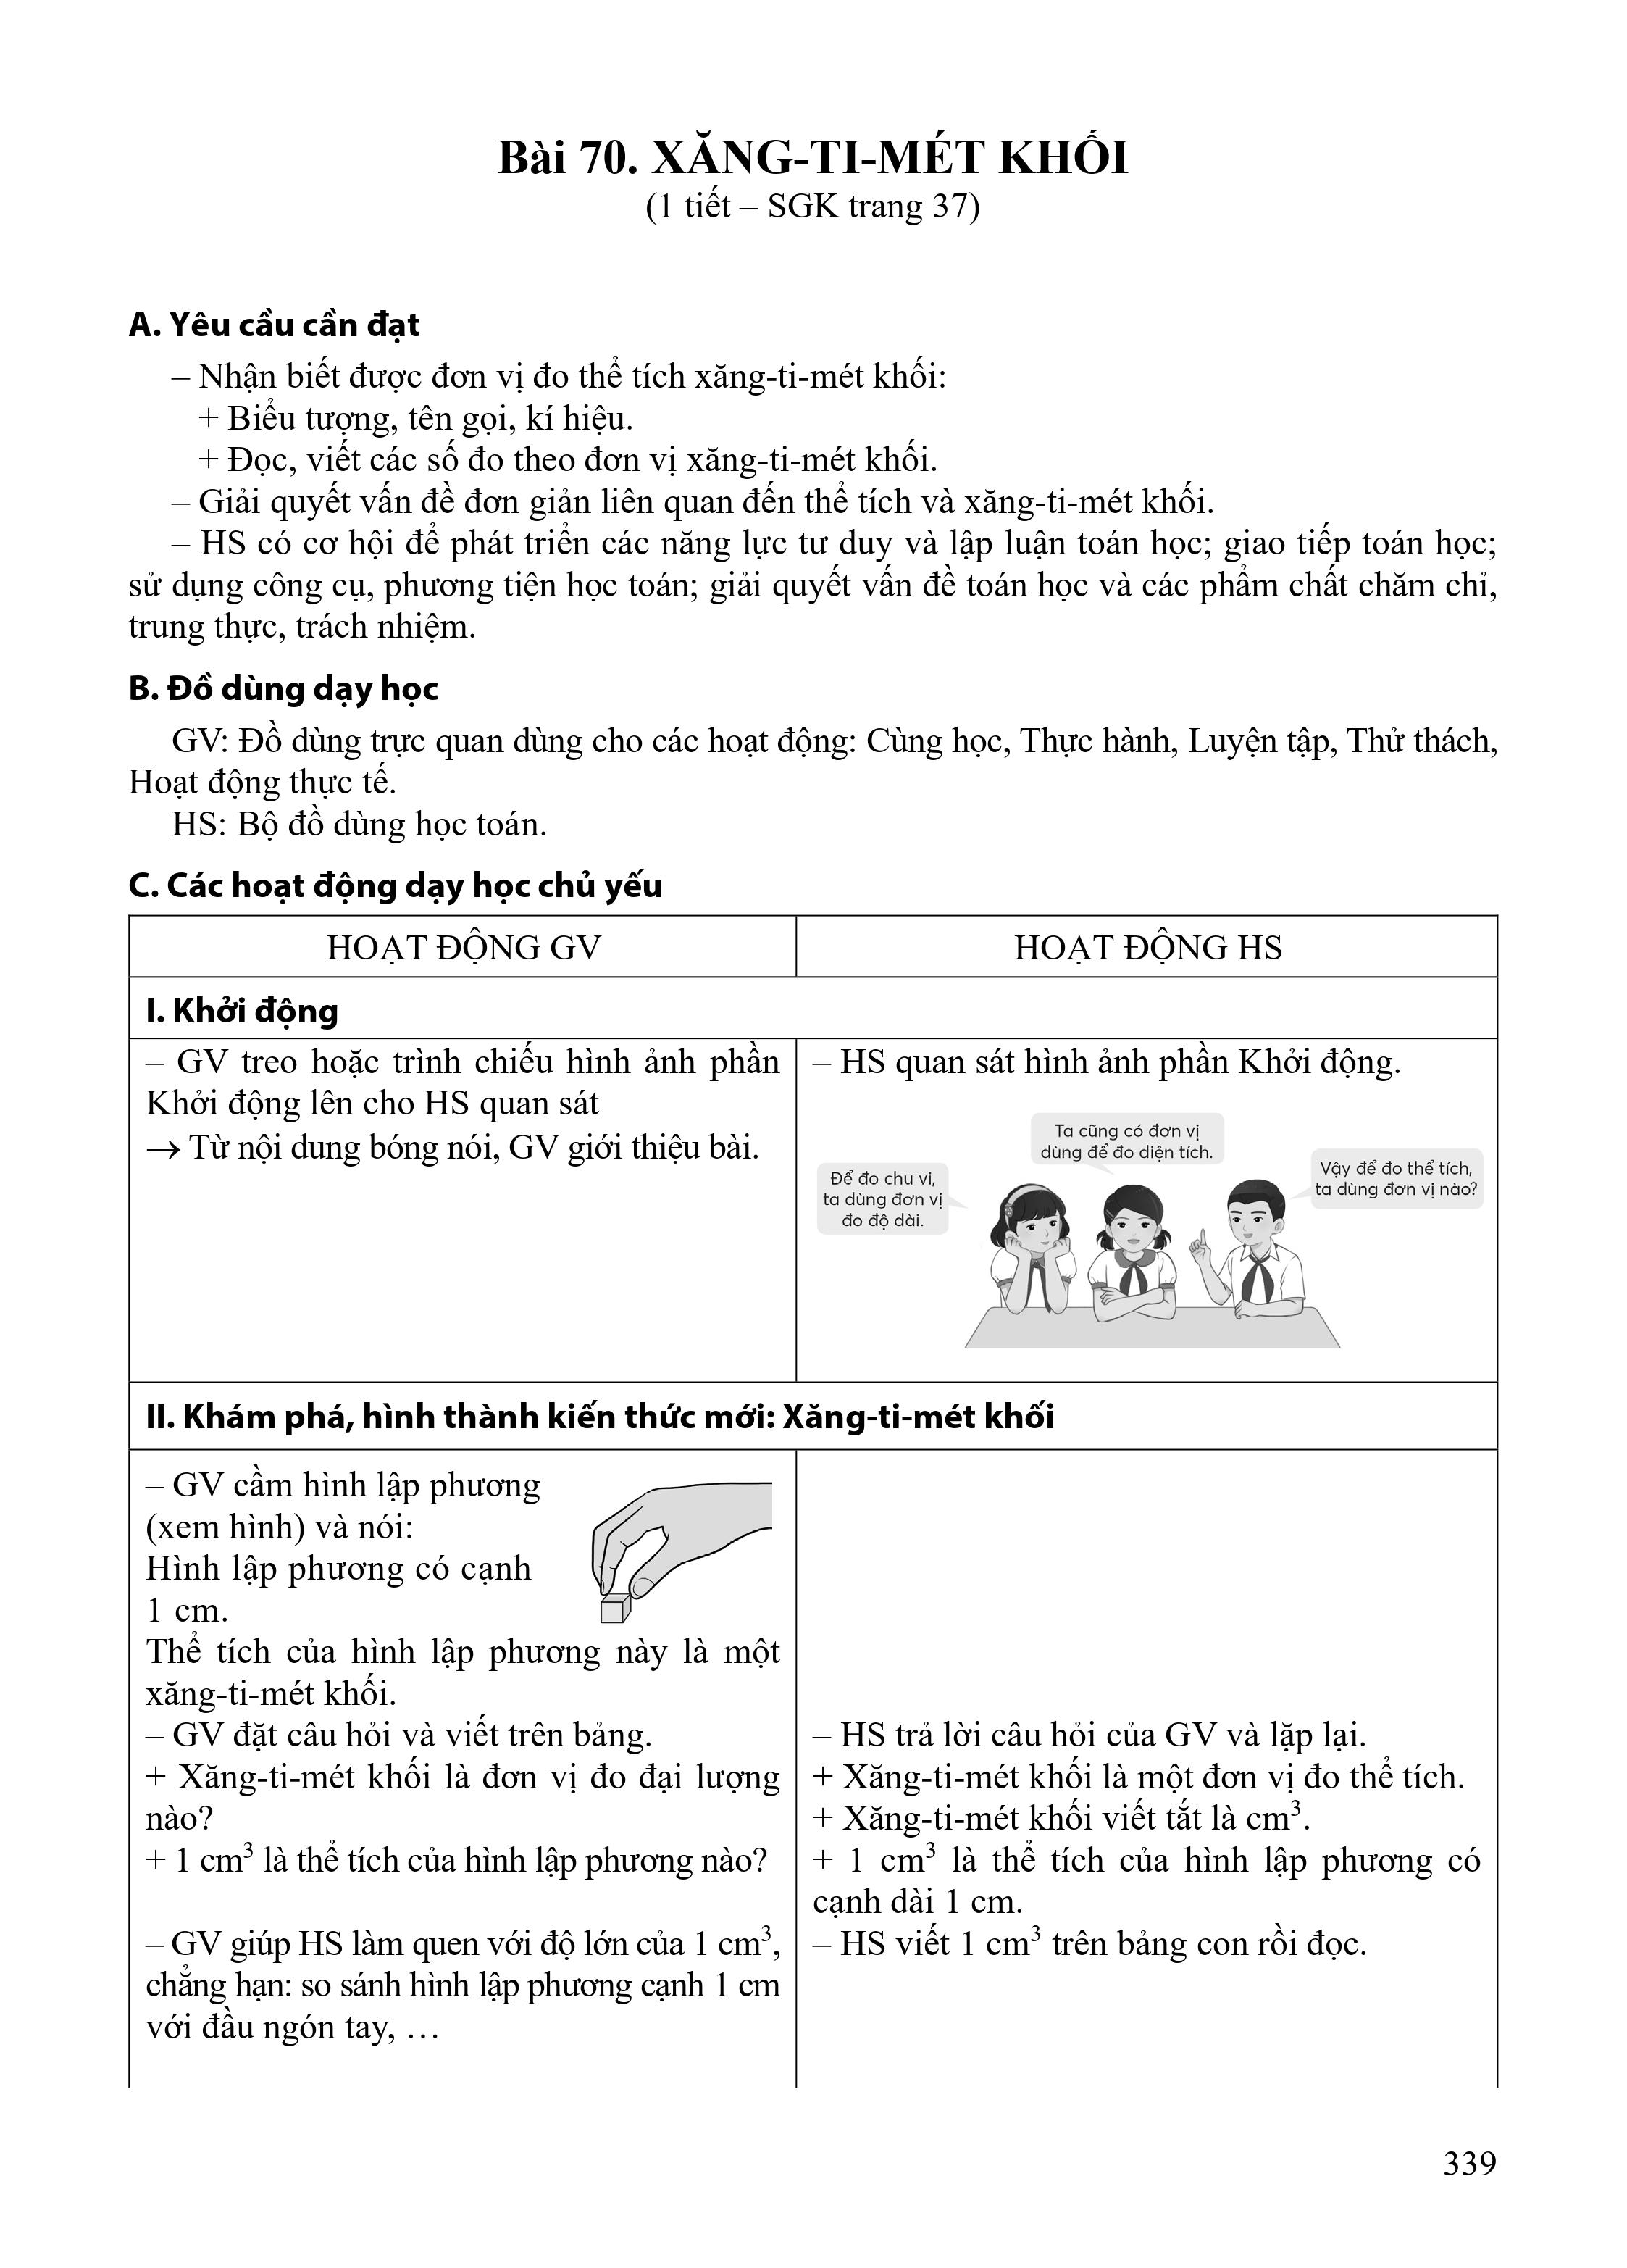 Bài 70. XĂNG-TI-MÉT KHỐI
(1 tiết – SGK trang 37)
A. Yêu cầu cần đạt
– Nhận biết được đơn vị đo thể tích xăng-ti-mét khối:
+ Biểu tượng, tên gọi, kí hiệu.
+ Đọc, viết các số đo theo đơn vị xăng-ti-mét khối.
– Giải quyết vấn đề đơn giản liên quan đến thể tích và xăng-ti-mét khối.
– HS có cơ hội để phát triển các năng lực tư duy và lập luận toán học; giao tiếp toán học;
sử dụng công cụ, phương tiện học toán; giải quyết vấn đề toán học và các phẩm chất chăm chỉ,
trung thực, trách nhiệm.
B. Đồ dùng dạy học
GV: Đồ dùng trực quan dùng cho các hoạt động: Cùng học, Thực hành, Luyện tập, Thử thách,
Hoạt động thực tế.
HS: Bộ đồ dùng học toán.
C. Các hoạt động dạy học chủ yếu
HOẠT ĐỘNG GV
HOẠT ĐỘNG HS
I. Khởi động
– GV treo hoặc trình chiếu hình ảnh phần
Khởi động lên cho HS quan sát
→ Từ nội dung bóng nói, GV giới thiệu bài.
– HS quan sát hình ảnh phần Khởi động.
Để đo chu vi,
ta dùng đơn vị
đo độ dài.
Ta cũng có đơn vị
dùng để đo diện tích.
Vậy để đo thể tích,
ta dùng đơn vị nào?
II. Khám phá, hình thành kiến thức mới: Xăng-ti-mét khối
– GV cầm hình lập phương
(xem hình) và nói:
Hình lập phương có cạnh
1 cm.
Thể tích của hình lập phương này là một
xăng-ti-mét khối.
– GV đặt câu hỏi và viết trên bảng.
+ Xăng-ti-mét khối là đơn vị đo đại lượng
nào?
+ 1 cm³ là thể tích của hình lập phương nào?
– GV giúp HS làm quen với độ lớn của 1 cm³,
chẳng hạn: so sánh hình lập phương cạnh 1 cm
với đầu ngón tay, …
– HS trả lời câu hỏi của GV và lặp lại.
+ Xăng-ti-mét khối là một đơn vị đo thể tích.
+ Xăng-ti-mét khối viết tắt là cm³.
+ 1 cm³ là thể tích của hình lập phương có
cạnh dài 1 cm.
– HS viết 1 cm³ trên bảng con rồi đọc.
339